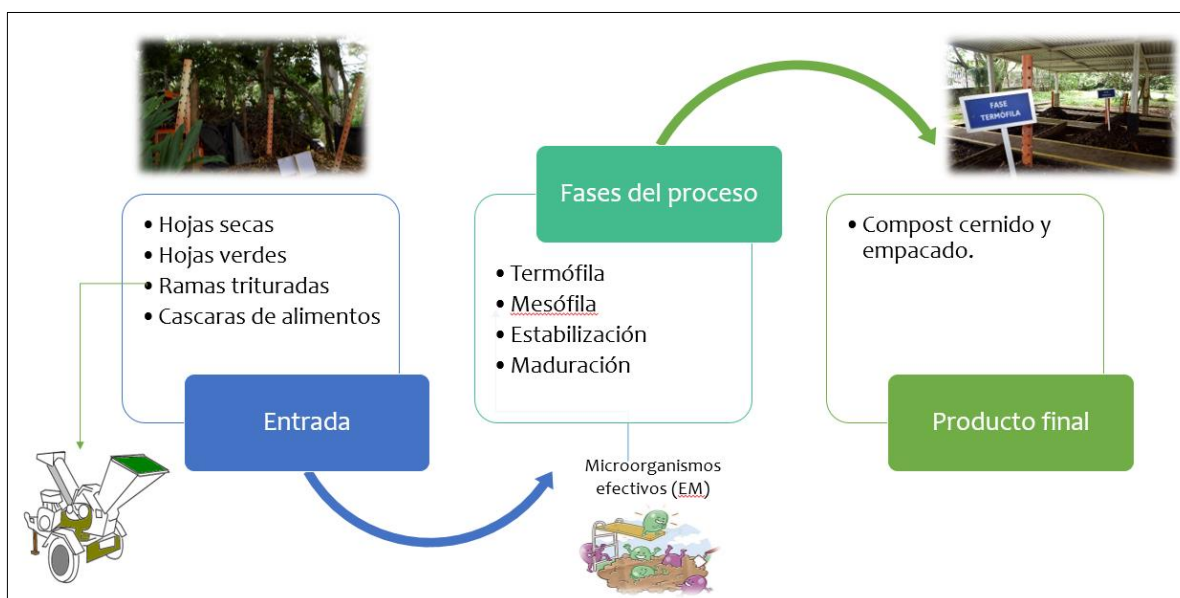 FASE
TERMÓFILA
• Hojas secas
• Hojas verdes
• Ramas trituradas
• Cascaras de alimentos
Entrada
Fases del proceso
• Termófila
• Mesófila
• Estabilización
• Maduración
Microorganismos
efectivos (EM)
• Compost cernido y
empacado.
Producto final